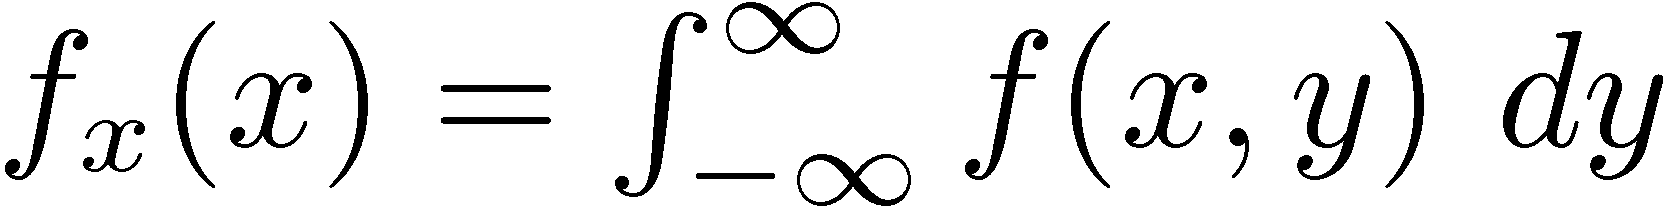 f_x(x) = ∫_{-∞}^{∞} f(x, y) dy